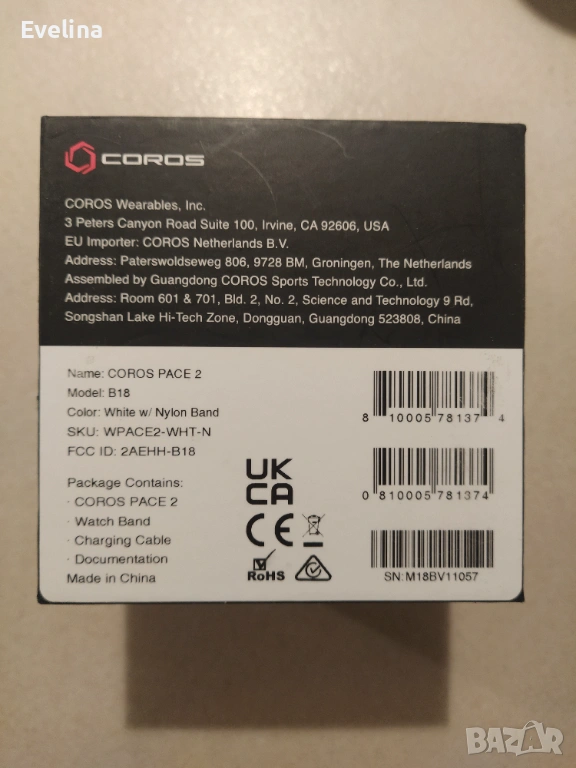 Evelina
COROS
COROS Wearables, Inc.
3 Peters Canyon Road Suite 100, Irvine, CA 92606, USA
EU Importer: COROS Netherlands B.V.
Address: Paterswoldseweg 806, 9728 BM, Groningen, The Netherlands
Assembled by Guangdong COROS Sports Technology Co., Ltd.
Address: Room 601 & 701, Bld. 2, No. 2, Science and Technology 9 Rd,
Songshan Lake Hi-Tech Zone, Dongguan, Guangdong 523808, China
Name: COROS PACE 2
Model: B18
Color: White w/ Nylon Band
SKU: WPACE2-WHT-N
FCC ID: 2AEHH-B18
Package Contains:
· COROS PACE 2
· Watch Band
· Charging Cable
· Documentation
Made in China
8 10005 78137 4
0 810005 781374
UK
CA
CE
RoHS
SN:M18BV11057
BAZAR